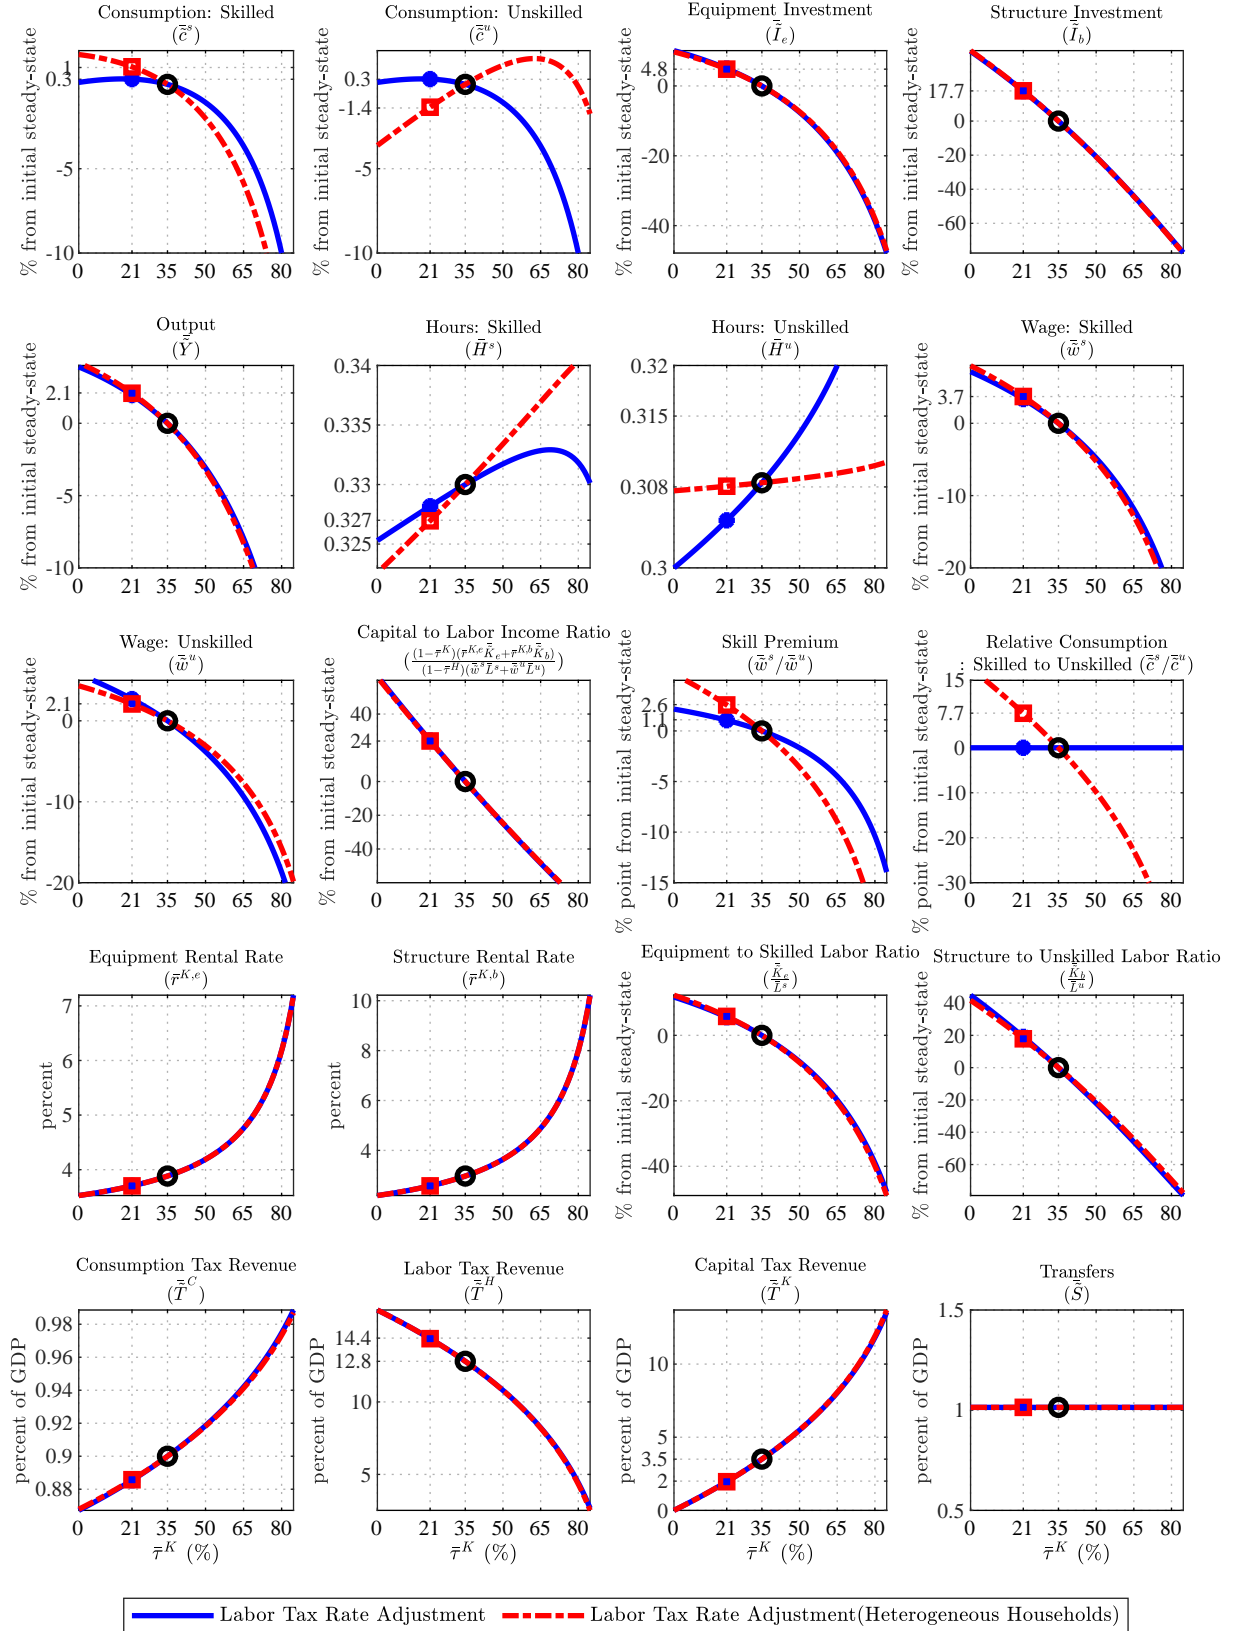 Consumption: Skilled
(c̃̄ˢ)
% from initial steady-state
1.1
0.3
-5
-10
0 21 35 50 65 80
Consumption: Unskilled
(c̃̄ᵘ)
% from initial steady-state
0.3
-1.4
-5
-10
0 21 35 50 65 80
Equipment Investment
(Ĩ̄_e)
% from initial steady-state
4.8
0
-20
-40
0 21 35 50 65 80
Structure Investment
(Ĩ̄_b)
% from initial steady-state
17.7
0
-20
-40
-60
0 21 35 50 65 80
Output
(Ỹ̄)
% from initial steady-state
2.1
0
-5
-10
0 21 35 50 65 80
Hours: Skilled
(H̄ˢ)
0.34
0.335
0.33
0.327
0.325
0 21 35 50 65 80
Hours: Unskilled
(H̄ᵘ)
0.32
0.315
0.308
0.3
0 21 35 50 65 80
Wage: Skilled
(w̃̄ˢ)
% from initial steady-state
3.7
0
-10
-20
0 21 35 50 65 80
Wage: Unskilled
(w̃̄ᵘ)
% from initial steady-state
2.1
0
-10
-20
0 21 35 50 65 80
Capital to Labor Income Ratio
((1-τ̄ᴷ)(r̄ᴷ,ᵉK̃̄_e+r̄ᴷ,ᵇK̃̄_b)/(1-τ̄ᴴ)(w̃̄ˢL̄ˢ+w̃̄ᵘL̄ᵘ))
% from initial steady-state
40
24
0
-20
-40
0 21 35 50 65 80
Skill Premium
(w̃̄ˢ/w̃̄ᵘ)
% point from initial steady-state
2.6
1.1
0
-5
-10
-15
0 21 35 50 65 80
Relative Consumption
: Skilled to Unskilled (c̃̄ˢ/c̃̄ᵘ)
% point from initial steady-state
15
7.7
0
-10
-20
-30
0 21 35 50 65 80
Equipment Rental Rate
(r̄ᴷ,ᵉ)
percent
7
6
5
4
0 21 35 50 65 80
Structure Rental Rate
(r̄ᴷ,ᵇ)
percent
10
8
6
4
0 21 35 50 65 80
Equipment to Skilled Labor Ratio
(K̃̄_e/L̄ˢ)
% from initial steady-state
0
-20
-40
0 21 35 50 65 80
Structure to Unskilled Labor Ratio
(K̃̄_b/L̄ᵘ)
% from initial steady-state
40
20
0
-20
-40
-60
0 21 35 50 65 80
Consumption Tax Revenue
(T̃̄ᶜ)
percent of GDP
0.98
0.96
0.94
0.92
0.9
0.88
0 21 35 50 65 80
τ̄ᴷ (%)
Labor Tax Revenue
(T̃̄ᴴ)
percent of GDP
14.4
12.8
10
5
0 21 35 50 65 80
τ̄ᴷ (%)
Capital Tax Revenue
(T̃̄ᴷ)
percent of GDP
10
5
3.5
2
0
0 21 35 50 65 80
τ̄ᴷ (%)
Transfers
(S̃̄)
percent of GDP
1.5
1
0.5
0 21 35 50 65 80
τ̄ᴷ (%)
Labor Tax Rate Adjustment
Labor Tax Rate Adjustment(Heterogeneous Households)